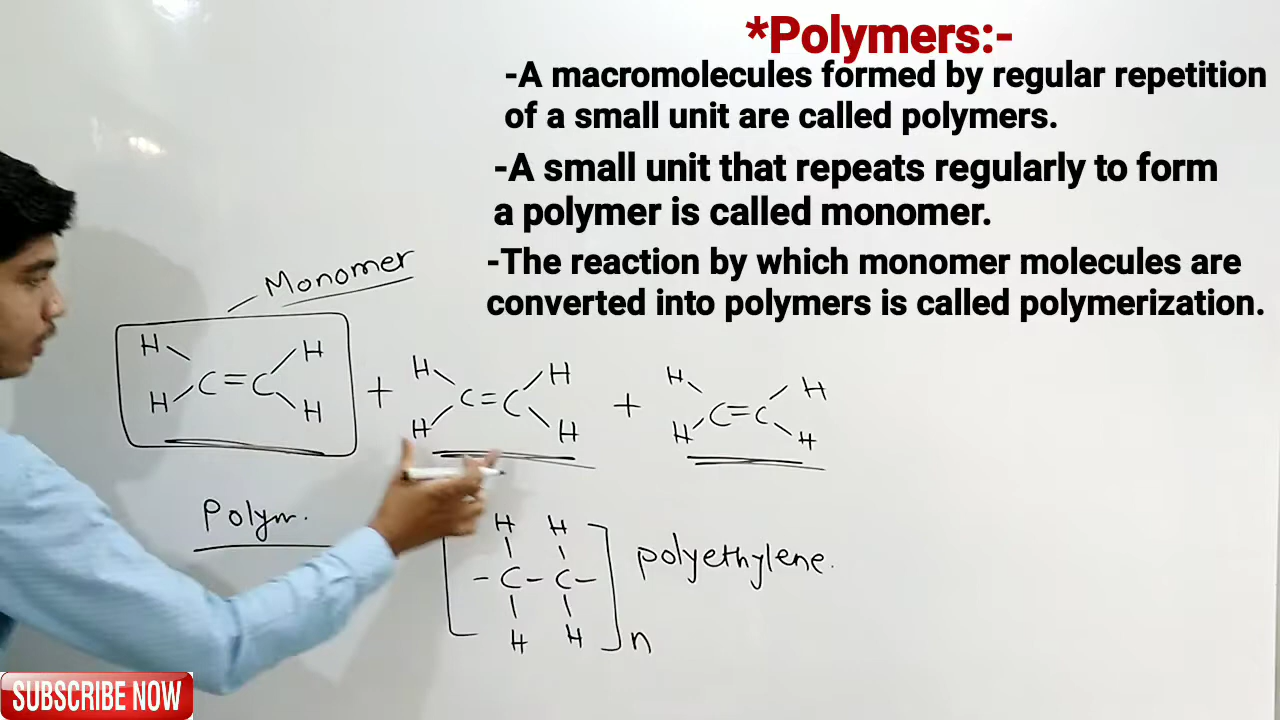 *Polymers:-
-A macromolecules formed by regular repetition
of a small unit are called polymers.
-A small unit that repeats regularly to form
a polymer is called monomer.
-The reaction by which monomer molecules are
converted into polymers is called polymerization.
Monomer
H H H H H H
C=C + C=C + C=C
H H H H H H
Polym.
H H
-C-C- polyethylene.
H H n
SUBSCRIBE NOW